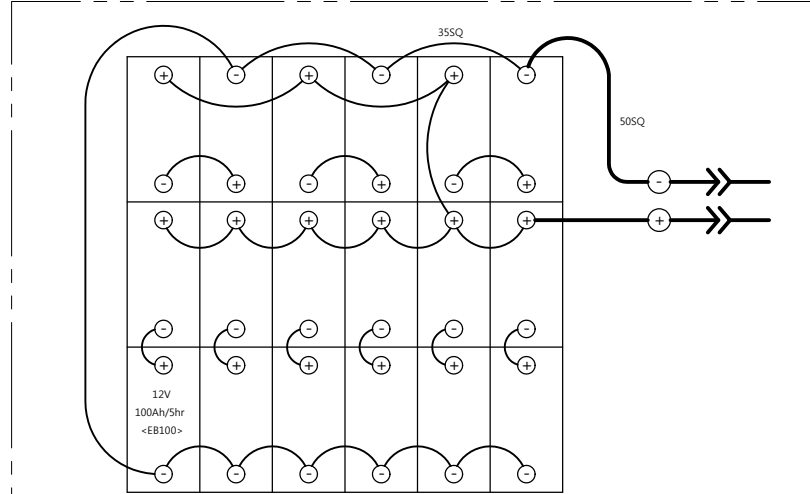 35SQ
+ - + - + -
50SQ
- + - + - +
-
+ + + + + +
+
- - - - - -
+ + + + + +
12V
100Ah/5hr
<EB100>
- - - - - -